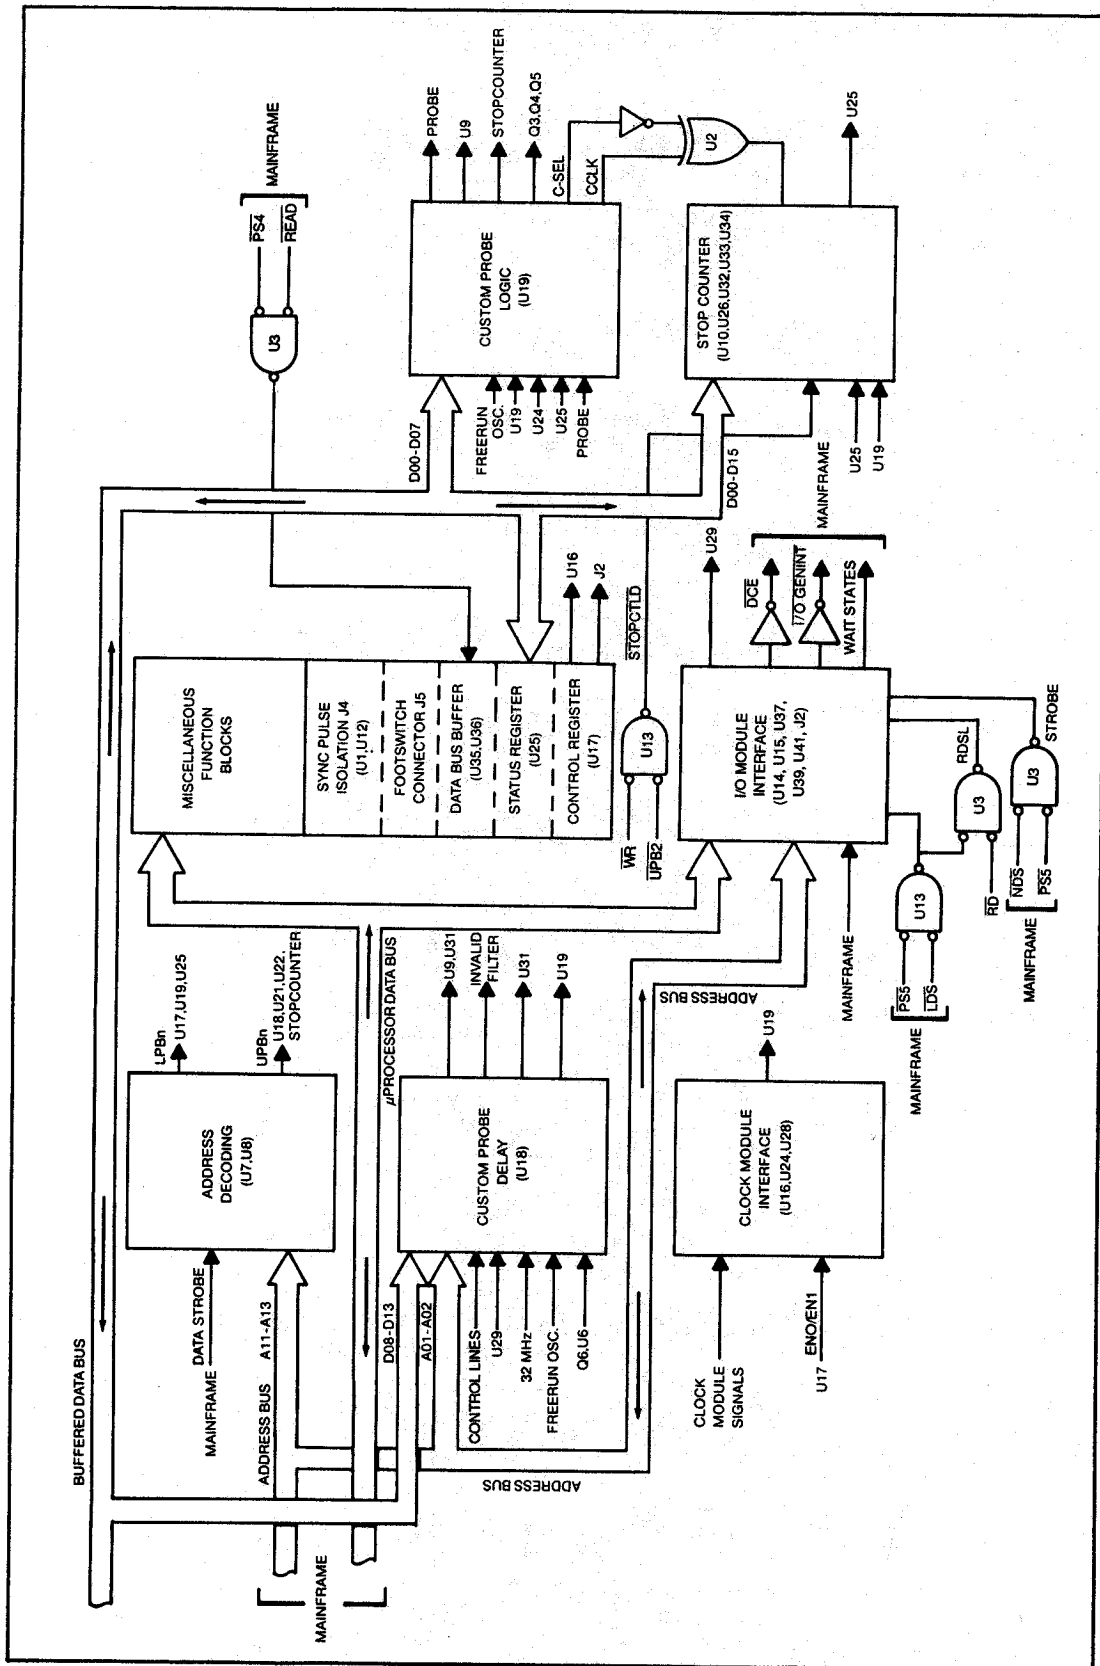 BUFFERED DATA BUS
MAINFRAME
DATA STROBE
MAINFRAME
ADDRESS BUS
A11-A13
ADDRESS
DECODING
(U7,U8)
LPBn
U17,U19,U25
UPBn
U18,U21,U22,
STOPCOUNTER
μPROCESSOR DATA BUS
D08-D13
A01-A02
CONTROL LINES
U29
32 MHz
FREERUN OSC.
Q6,U6
CUSTOM PROBE
DELAY
(U18)
U9,U31
INVALID
FILTER
U31
U19
ADDRESS BUS
ADDRESS BUS
CLOCK
MODULE
SIGNALS
U17
ENO/EN1
CLOCK MODULE
INTERFACE
(U16,U24,U28)
U19
MISCELLANEOUS
FUNCTION
BLOCKS
SYNC PULSE
ISOLATION J4
(U1,U12)
FOOTSWITCH
CONNECTOR J5
DATA BUS BUFFER
(U35,U36)
STATUS REGISTER
(U25)
CONTROL REGISTER
(U17)
U16
J2
U3
PS4
READ
MAINFRAME
WR
UPB2
U13
STOPCTLD
MAINFRAME
I/O MODULE
INTERFACE
(U14, U15, U37,
U39, U41, J2)
U29
DCE
I/O GENINT
WAIT STATES
MAINFRAME
PS5
LDS
MAINFRAME
U13
RD
U3
RDSL
NDS
PS5
MAINFRAME
U3
STROBE
D00-D07
FREERUN
OSC.
U19
U24
U25
PROBE
CUSTOM PROBE
LOGIC
(U19)
PROBE
U9
STOPCOUNTER
Q3,Q4,Q5
C-SEL
CCLK
U2
D00-D15
U25
U19
STOP COUNTER
(U10,U26,U32,U33,U34)
U25